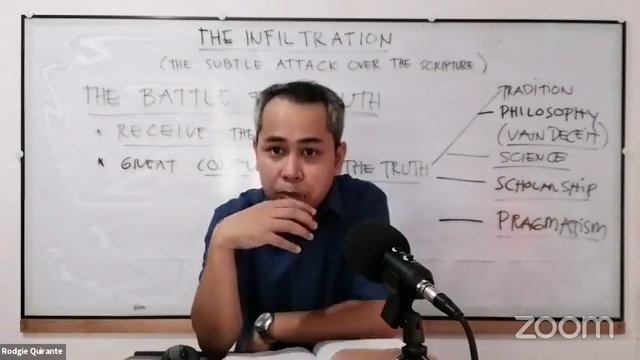 THE INFILTRATION
(THE SUBTLE ATTACK OVER THE SCRIPTURE)
THE BATTLE
* RECEIVE THE
* GREAT THE TRUTH
TRADITION
PHILOSOPHY
(VAIN DECEIT)
SCIENCE
SCHOLARSHIP
PRAGMATISM
Rodgie Quirante
zoom